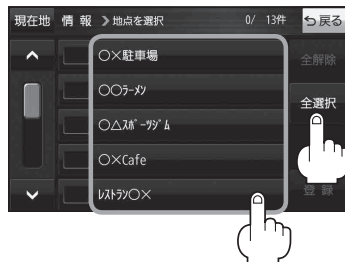 現在地 情 報 ＞地点を選択 0/ 13件 戻る
全解除
○×駐車場
○○ﾗｰﾒﾝ
全選択
○△ｽﾎﾟｰﾂｼﾞﾑ
○×Cafe
ﾚｽﾄﾗﾝ○×
登 録